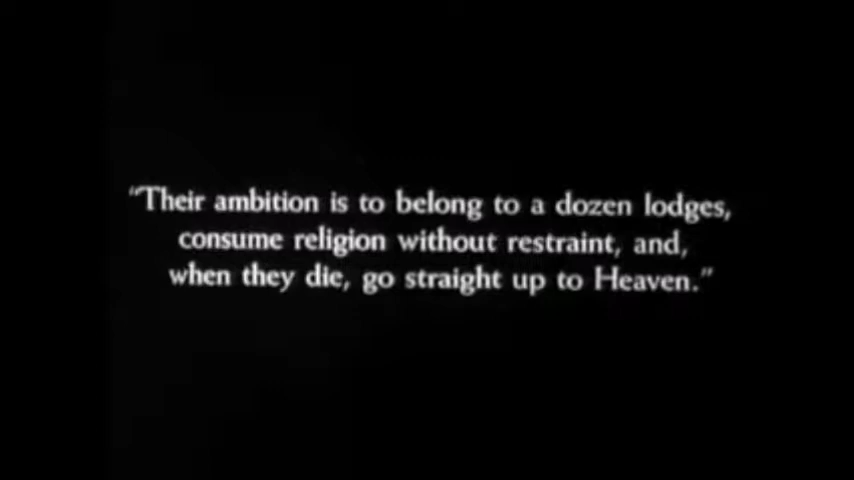 "Their ambition is to belong to a dozen lodges,
consume religion without restraint, and,
when they die, go straight up to Heaven."